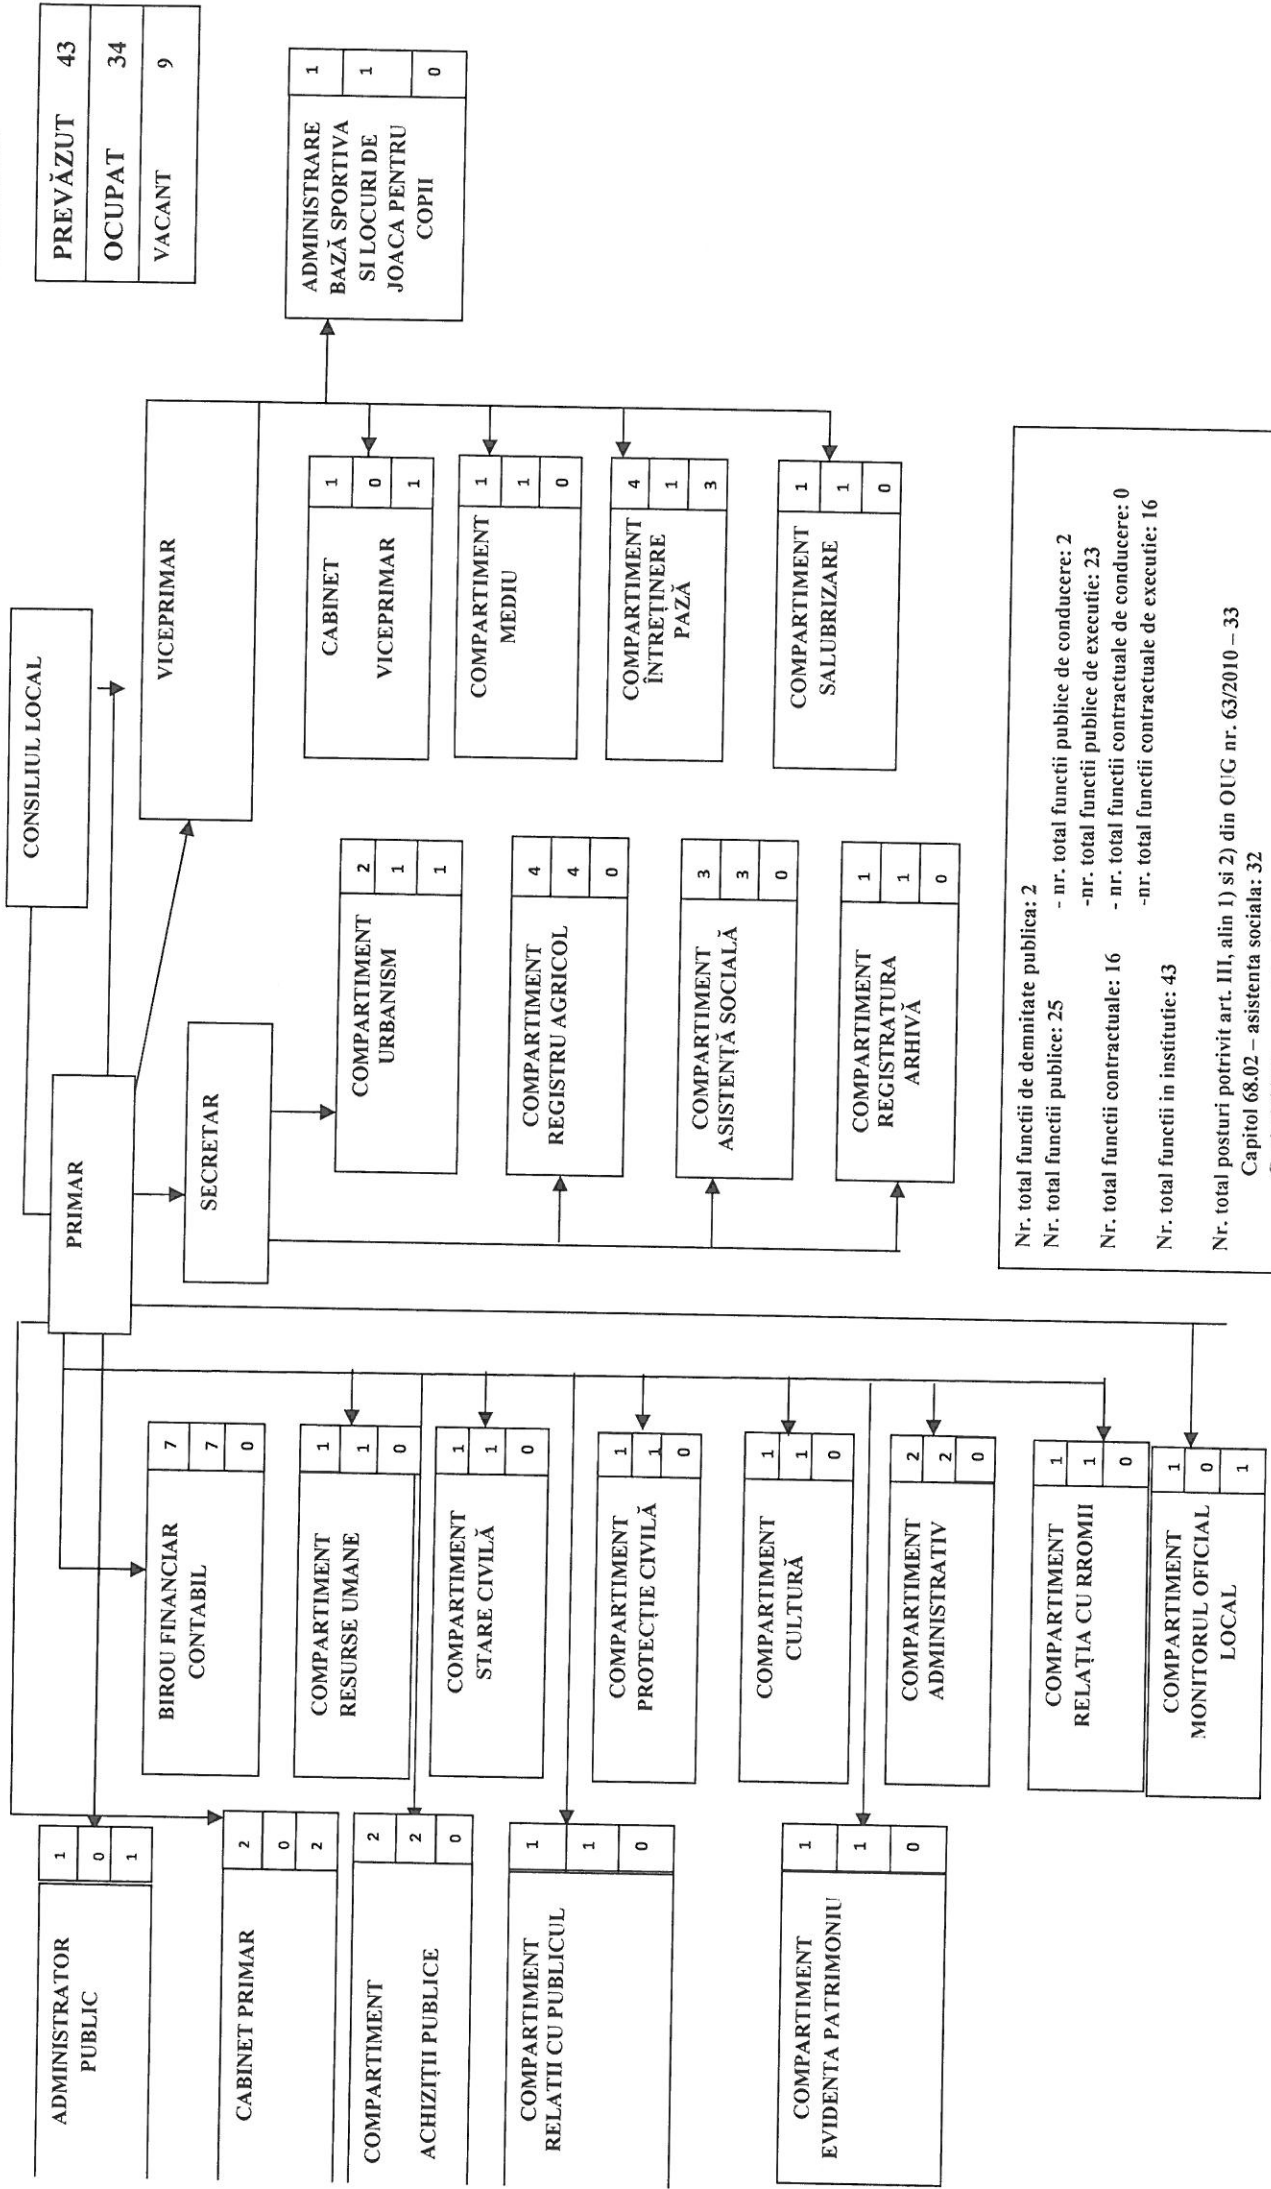 PREVĂZUT 43
OCUPAT 34
VACANT 9
CONSILIUL LOCAL
PRIMAR
VICEPRIMAR
SECRETAR
ADMINISTRATOR
PUBLIC
1
0
1
CABINET PRIMAR
2
0
2
COMPARTIMENT
ACHIZIȚII PUBLICE
2
2
0
COMPARTIMENT
RELATII CU PUBLICUL
1
1
0
COMPARTIMENT
EVIDENTA PATRIMONIU
1
1
0
BIROU FINANCIAR
CONTABIL
7
7
0
COMPARTIMENT
RESURSE UMANE
1
1
0
COMPARTIMENT
STARE CIVILĂ
1
1
0
COMPARTIMENT
PROTECȚIE CIVILĂ
1
1
0
COMPARTIMENT
CULTURĂ
1
1
0
COMPARTIMENT
ADMINISTRATIV
2
2
0
COMPARTIMENT
RELAȚIA CU RROMII
1
1
0
COMPARTIMENT
MONITORUL OFICIAL
LOCAL
1
0
1
COMPARTIMENT
URBANISM
2
1
1
COMPARTIMENT
REGISTRU AGRICOL
4
4
0
COMPARTIMENT
ASISTENȚĂ SOCIALĂ
3
3
0
COMPARTIMENT
REGISTRATURA
ARHIVĂ
1
1
0
CABINET
VICEPRIMAR
1
0
1
COMPARTIMENT
MEDIU
1
1
0
COMPARTIMENT
ÎNTREȚINERE
PAZĂ
4
1
3
COMPARTIMENT
SALUBRIZARE
1
1
0
ADMINISTRARE
BAZĂ SPORTIVA
SI LOCURI DE
JOACA PENTRU
COPII
1
1
0
Nr. total functii de demnitate publica: 2
Nr. total functii publice: 25 - nr. total functii publice de conducere: 2
-nr. total functii publice de executie: 23
Nr. total functii contractuale: 16 - nr. total functii contractuale de conducere: 0
-nr. total functii contractuale de executie: 16
Nr. total functii in institutie: 43
Nr. total posturi potrivit art. III, alin 1) si 2) din OUG nr. 63/2010 – 33
Capitol 68.02 – asistenta sociala: 32